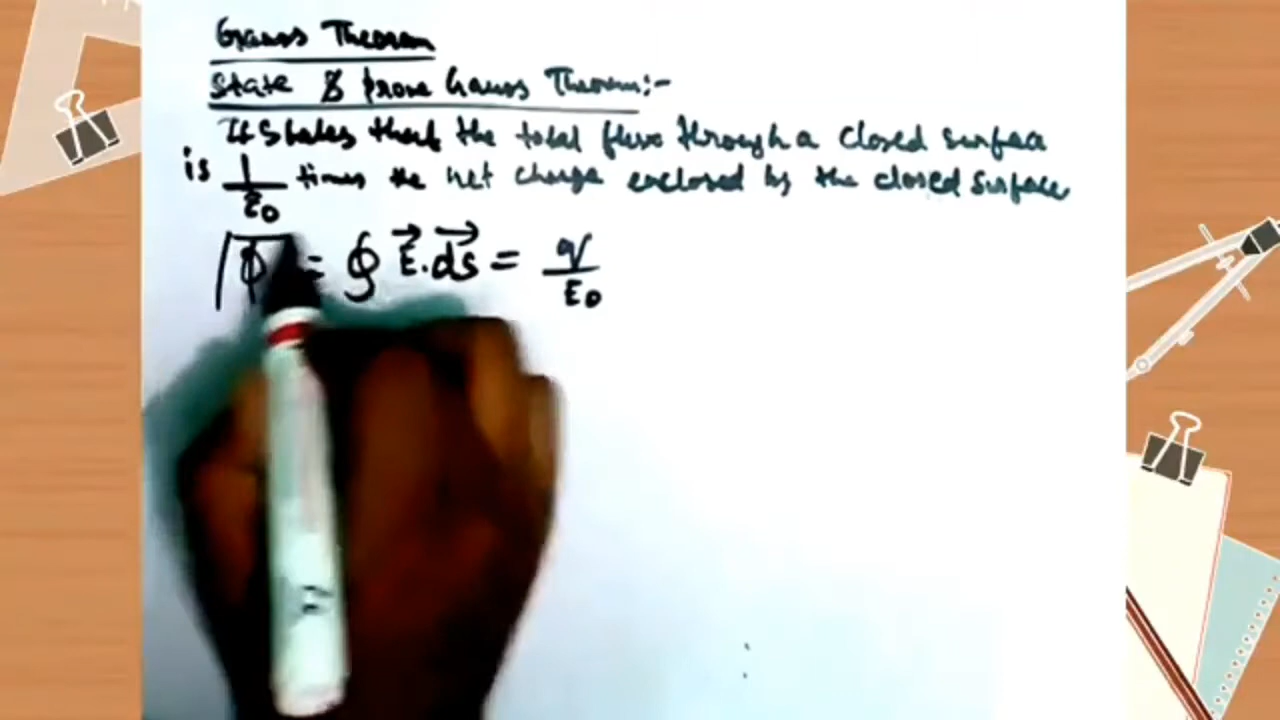 Gauss Theorem
State & prove Gauss Theorem:-
It States that the total flux through a closed surface
is 1/ε0 times the net charge enclosed by the closed surface
Φ = ∮ E⃗.ds⃗ = q/ε0